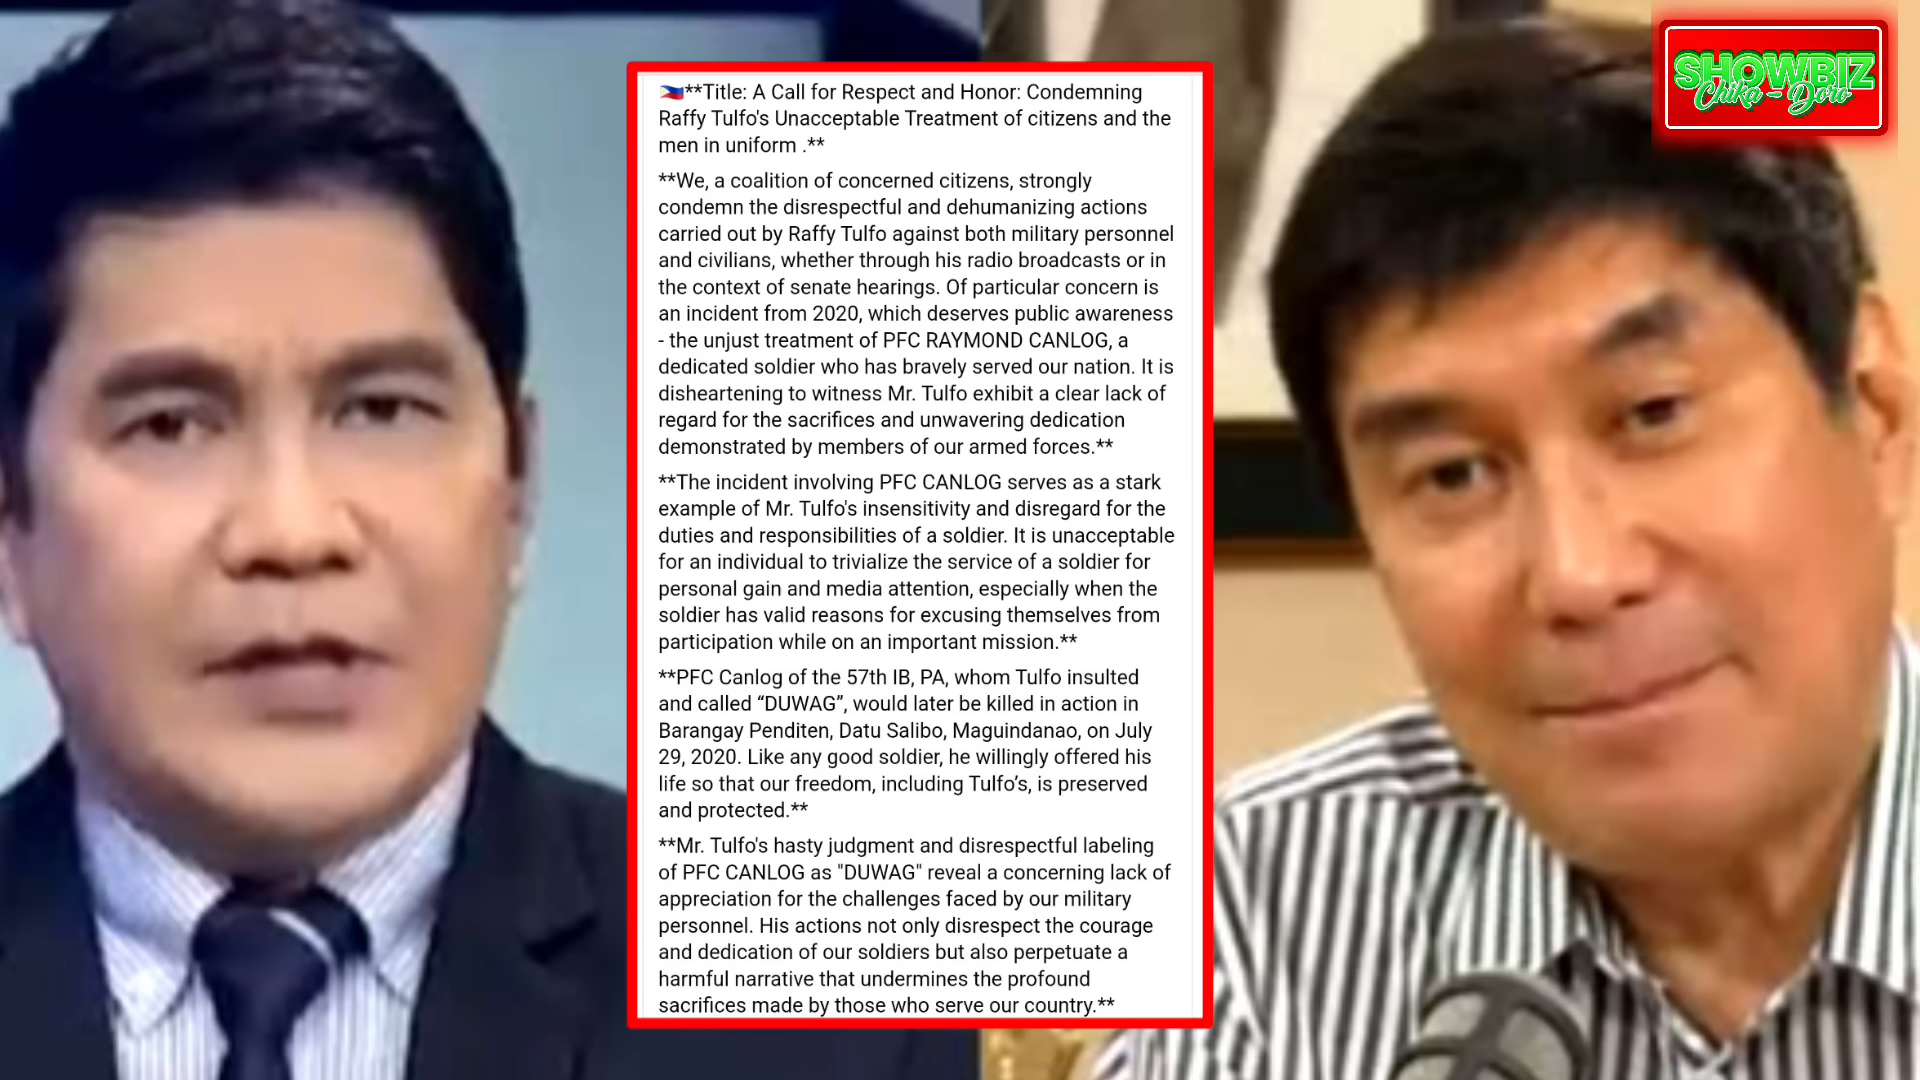 🇵🇭**Title: A Call for Respect and Honor: Condemning
Raffy Tulfo's Unacceptable Treatment of citizens and the
men in uniform .**
**We, a coalition of concerned citizens, strongly
condemn the disrespectful and dehumanizing actions
carried out by Raffy Tulfo against both military personnel
and civilians, whether through his radio broadcasts or in
the context of senate hearings. Of particular concern is
an incident from 2020, which deserves public awareness
- the unjust treatment of PFC RAYMOND CANLOG, a
dedicated soldier who has bravely served our nation. It is
disheartening to witness Mr. Tulfo exhibit a clear lack of
regard for the sacrifices and unwavering dedication
demonstrated by members of our armed forces.**
**The incident involving PFC CANLOG serves as a stark
example of Mr. Tulfo's insensitivity and disregard for the
duties and responsibilities of a soldier. It is unacceptable
for an individual to trivialize the service of a soldier for
personal gain and media attention, especially when the
soldier has valid reasons for excusing themselves from
participation while on an important mission.**
**PFC Canlog of the 57th IB, PA, whom Tulfo insulted
and called “DUWAG”, would later be killed in action in
Barangay Penditen, Datu Salibo, Maguindanao, on July
29, 2020. Like any good soldier, he willingly offered his
life so that our freedom, including Tulfo’s, is preserved
and protected.**
**Mr. Tulfo's hasty judgment and disrespectful labeling
of PFC CANLOG as "DUWAG" reveal a concerning lack of
appreciation for the challenges faced by our military
personnel. His actions not only disrespect the courage
and dedication of our soldiers but also perpetuate a
harmful narrative that undermines the profound
sacrifices made by those who serve our country.**
SHOWBIZ
Chika - Doro